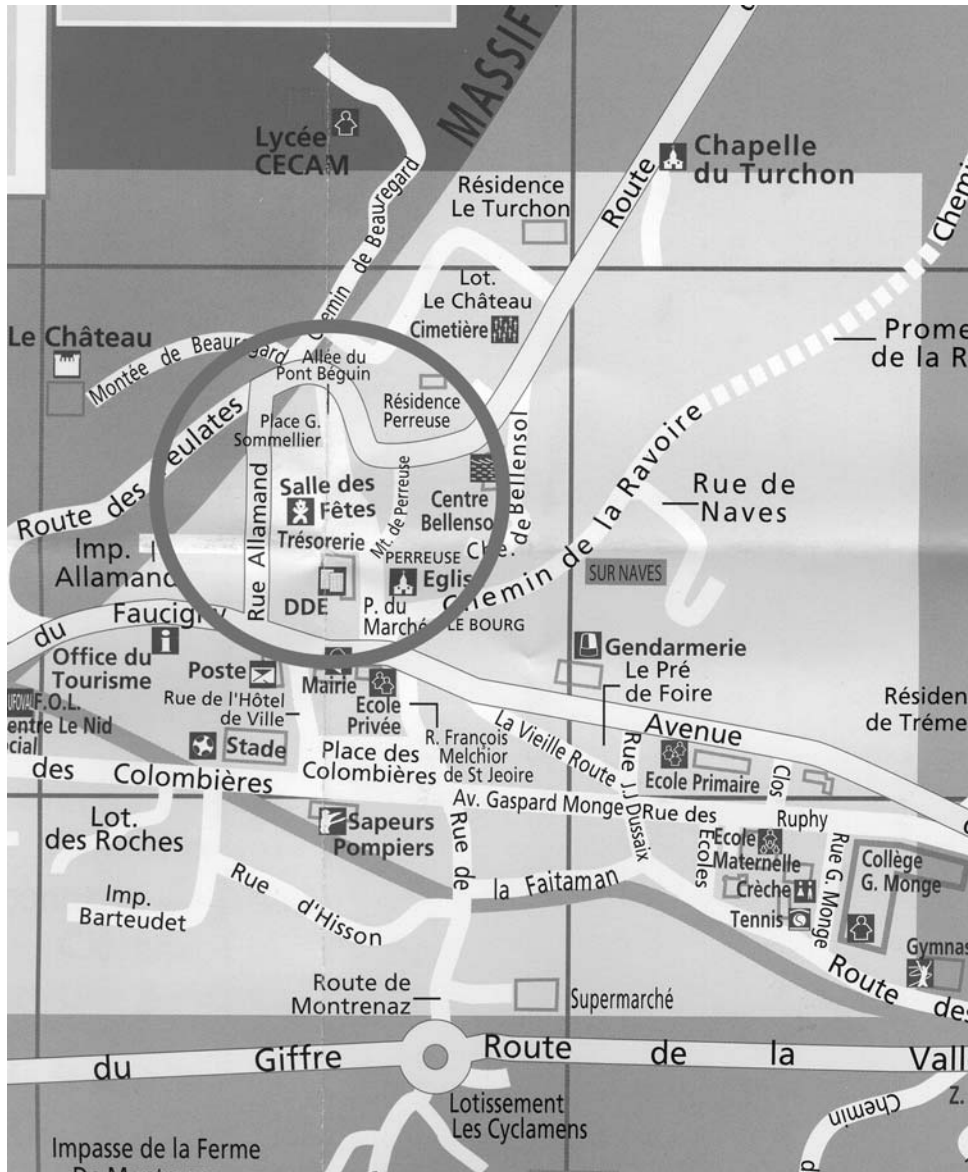 MASSIF
Lycée
CECAM
Chemin de Beauregard
Chapelle
du Turchon
Résidence
Le Turchon
Route
Chemi
Lot.
Le Château
Cimetière
Le Château
Montée de Beauregard
Allée du
Pont Béguin
Prome
de la R
Résidence
Perreuse
Place G.
Sommellier
Route des Teulates
Rue Allamand
Salle des
Fêtes
Trésorerie
Mt. de Perreuse
Centre
Bellenso
Che. de Bellensol
Rue de
Naves
Chemin de la Ravoire
Imp.
Allamand
PERREUSE
Eglis
SUR NAVES
DDE
P. du
Marché
LE BOURG
du Faucigny
Office du
Tourisme
Poste
Mairie
Gendarmerie
Le Pré
de Foire
Rue de l'Hôtel
de Ville
Ecole
Privée
F.O.L.
entre Le Nid
cial
Résiden
de Tréme
La Vieille Route
Avenue
Stade
Place des
Colombières
R. François
Melchior
de St Jeoire
Rue J.J Dussaix
Ecole Primaire
Clos
des Colombières
Av. Gaspard Monge
Rue des
Ecoles
Ruphy
Lot.
des Roches
Sapeurs
Pompiers
Rue de
la Faitaman
Ecole
Maternelle
Crèche
Tennis
Rue G. Monge
Collège
G. Monge
Imp.
Barteudet
Rue d'Hisson
Gymnas
Route des
Route de
Montrenaz
Supermarché
du Giffre
Route de la Vall
Z.
Chemin
Lotissement
Les Cyclamens
Impasse de la Ferme